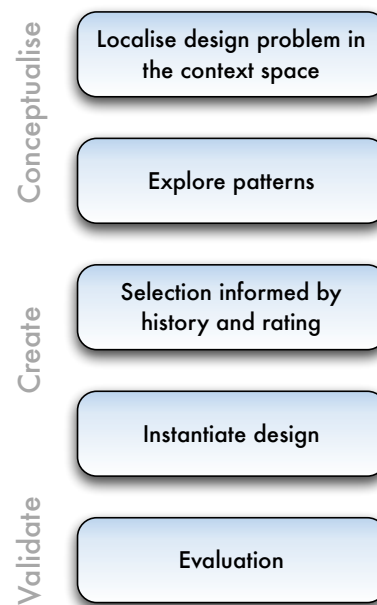 Conceptualise
Localise design problem in
the context space
Explore patterns
Create
Selection informed by
history and rating
Instantiate design
Validate
Evaluation